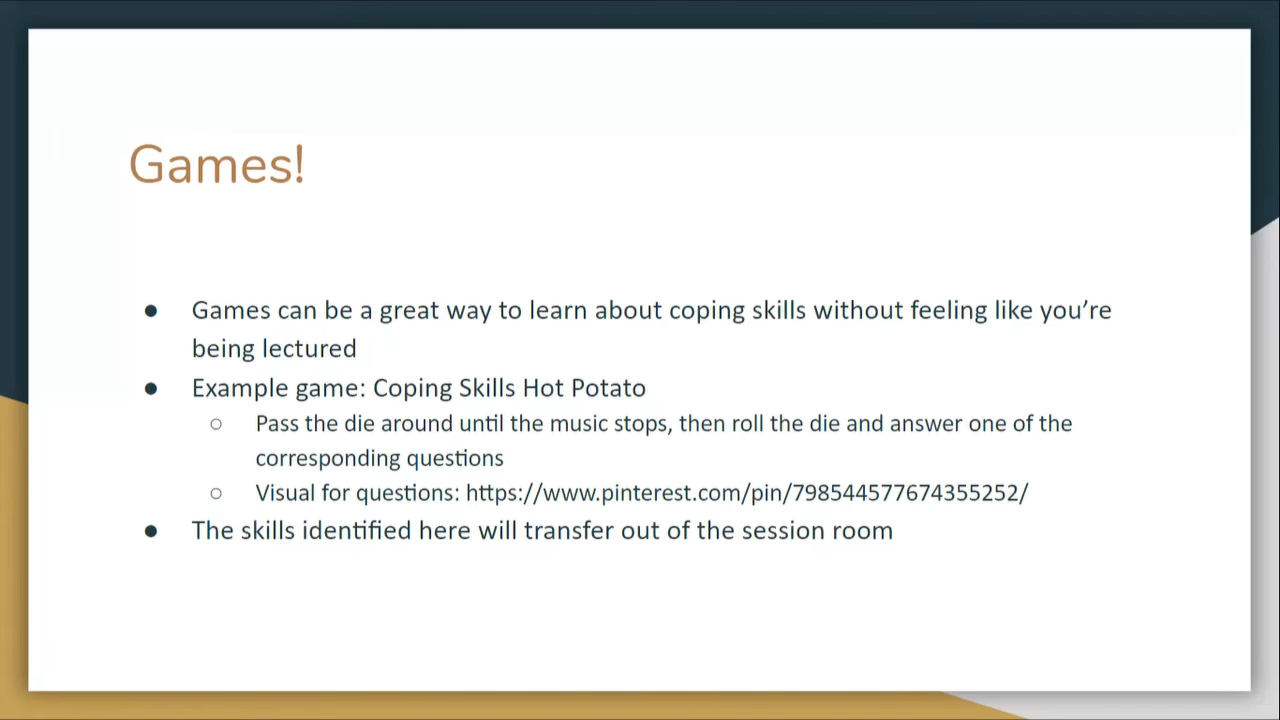 Games!
● Games can be a great way to learn about coping skills without feeling like you’re
being lectured
● Example game: Coping Skills Hot Potato
○ Pass the die around until the music stops, then roll the die and answer one of the
corresponding questions
○ Visual for questions: https://www.pinterest.com/pin/798544577674355252/
● The skills identified here will transfer out of the session room